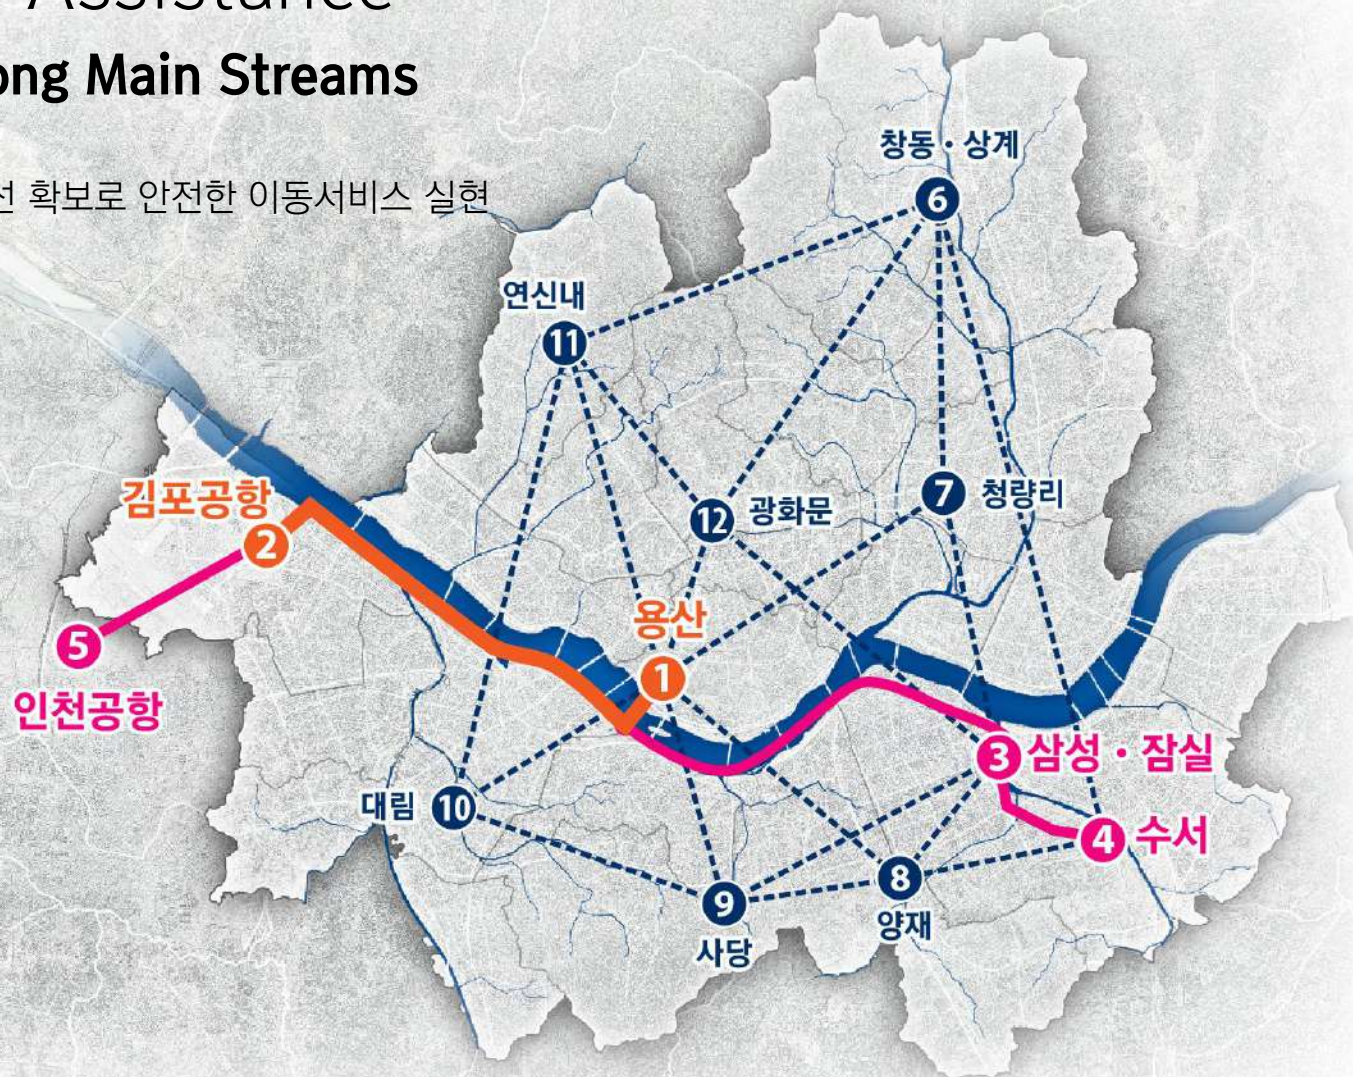 Assistance
ong Main Streams
선 확보로 안전한 이동서비스 실현
창동·상계
6
연신내
11
7 청량리
12 광화문
김포공항
2
용산
1
5
인천공항
3 삼성·잠실
대림 10
4 수서
8
양재
9
사당